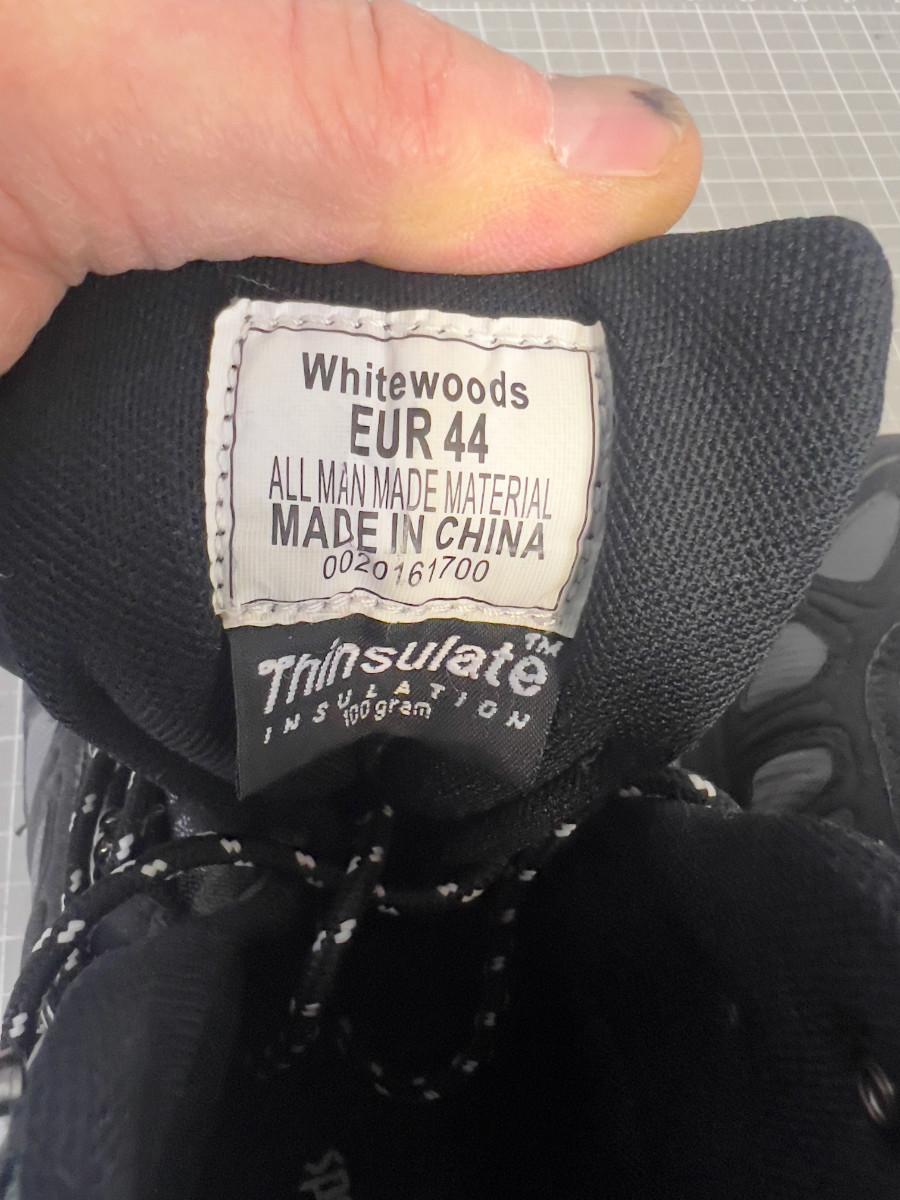 Whitewoods
EUR 44
ALL MAN MADE MATERIAL
MADE IN CHINA
0020161700
Thinsulate™
INSULATION
100 gram